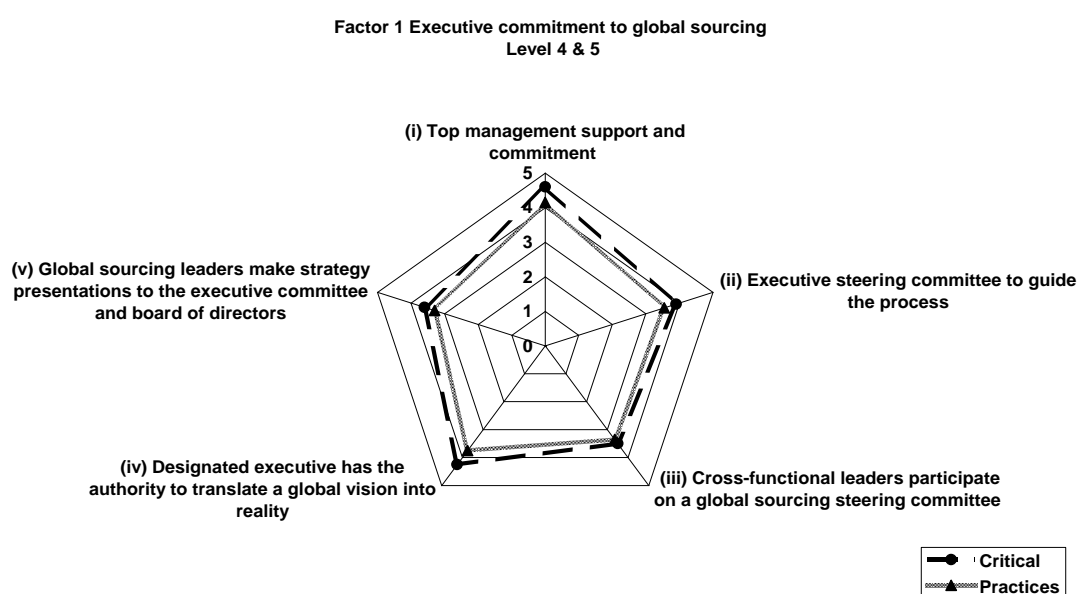 Factor 1 Executive commitment to global sourcing
Level 4 & 5
(i) Top management support and
commitment
5
4
3
2
1
0
(ii) Executive steering committee to guide
the process
(iii) Cross-functional leaders participate
on a global sourcing steering committee
(iv) Designated executive has the
authority to translate a global vision into
reality
(v) Global sourcing leaders make strategy
presentations to the executive committee
and board of directors
Critical
Practices